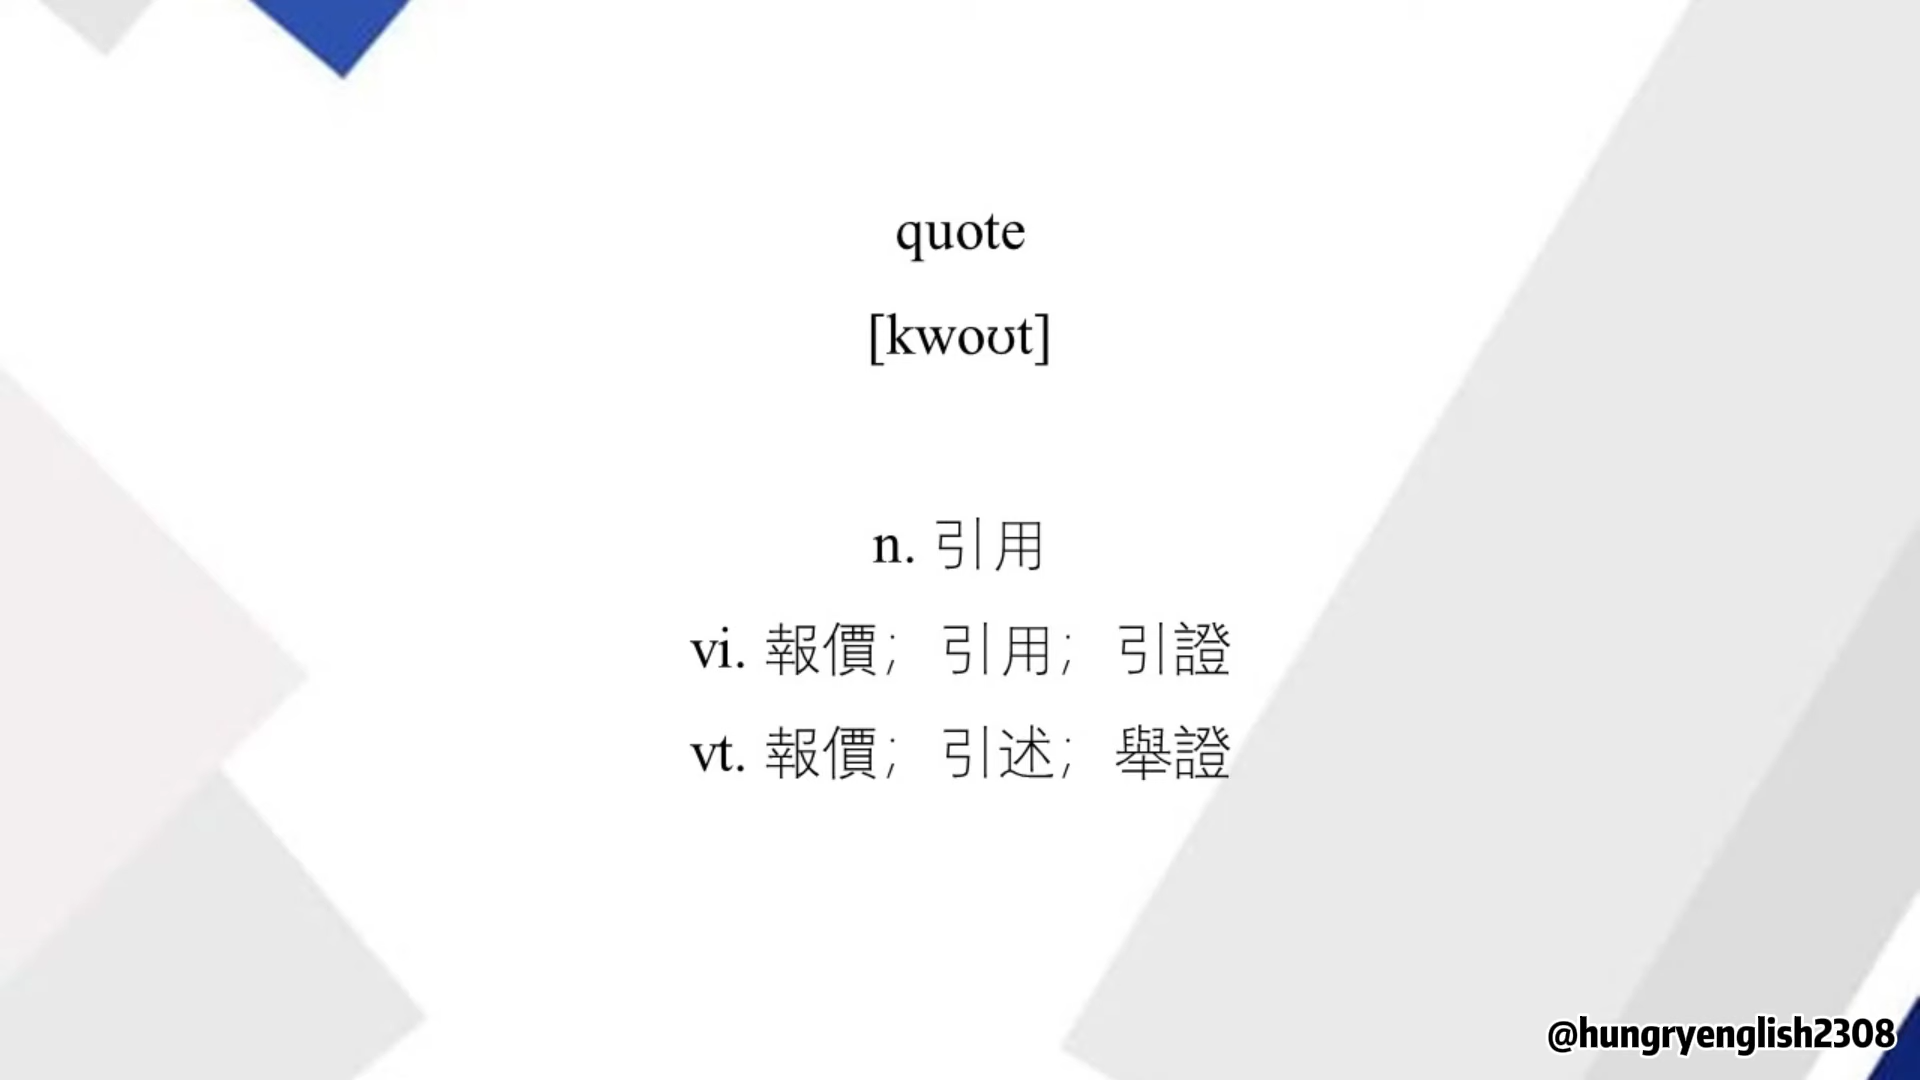 quote
[kwoʊt]
n. 引用
vi. 報價；引用；引證
vt. 報價；引述；舉證
@hungryenglish2308